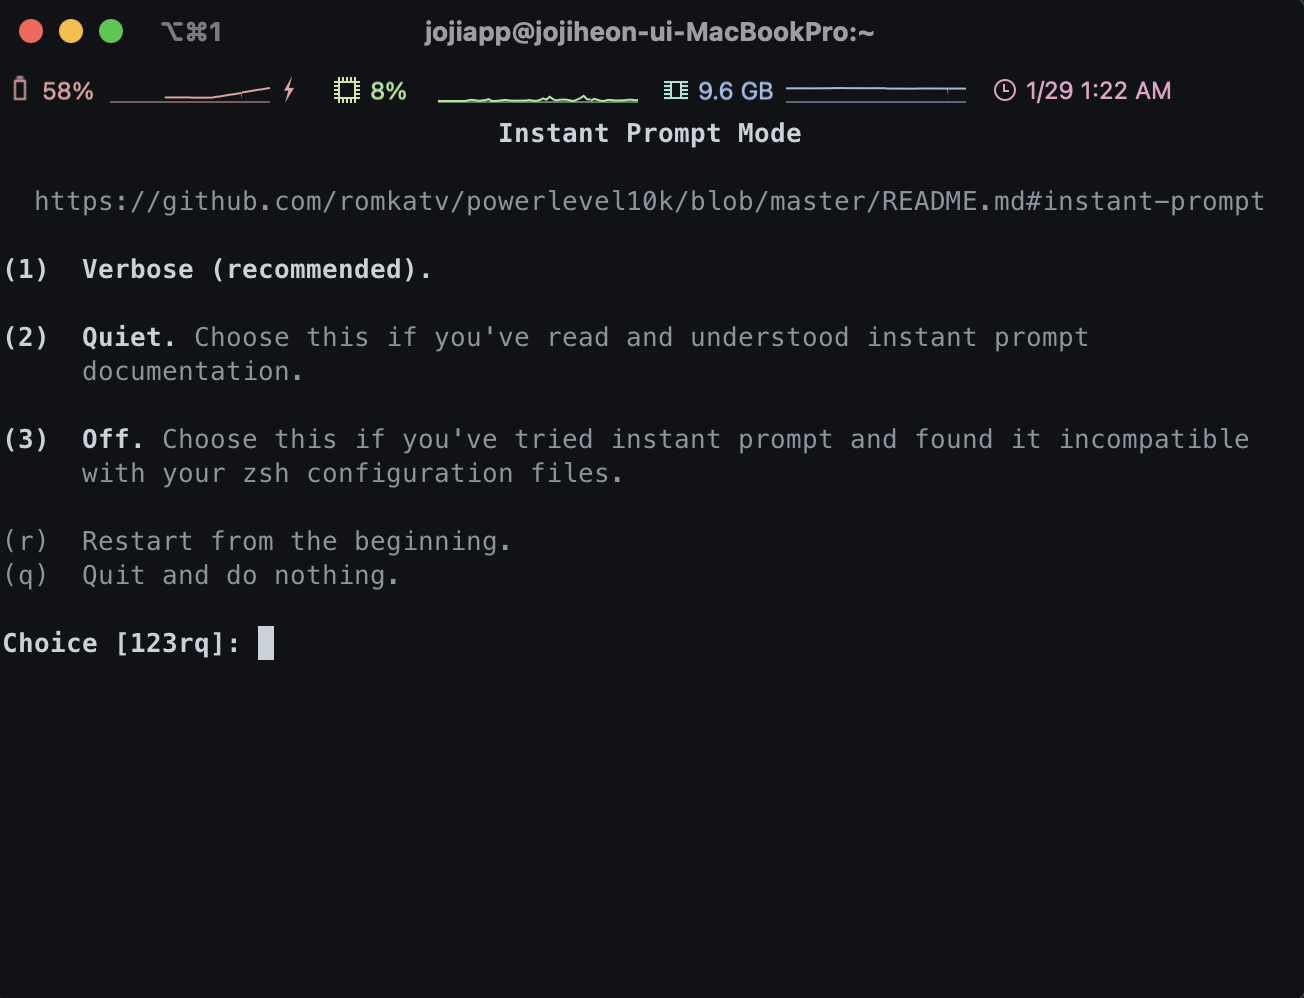 ⌥⌘1 jojiapp@jojiheon-ui-MacBookPro:~
58% 8% 9.6 GB 1/29 1:22 AM
Instant Prompt Mode
https://github.com/romkatv/powerlevel10k/blob/master/README.md#instant-prompt
(1) Verbose (recommended).
(2) Quiet. Choose this if you've read and understood instant prompt
documentation.
(3) Off. Choose this if you've tried instant prompt and found it incompatible
with your zsh configuration files.
(r) Restart from the beginning.
(q) Quit and do nothing.
Choice [123rq]: